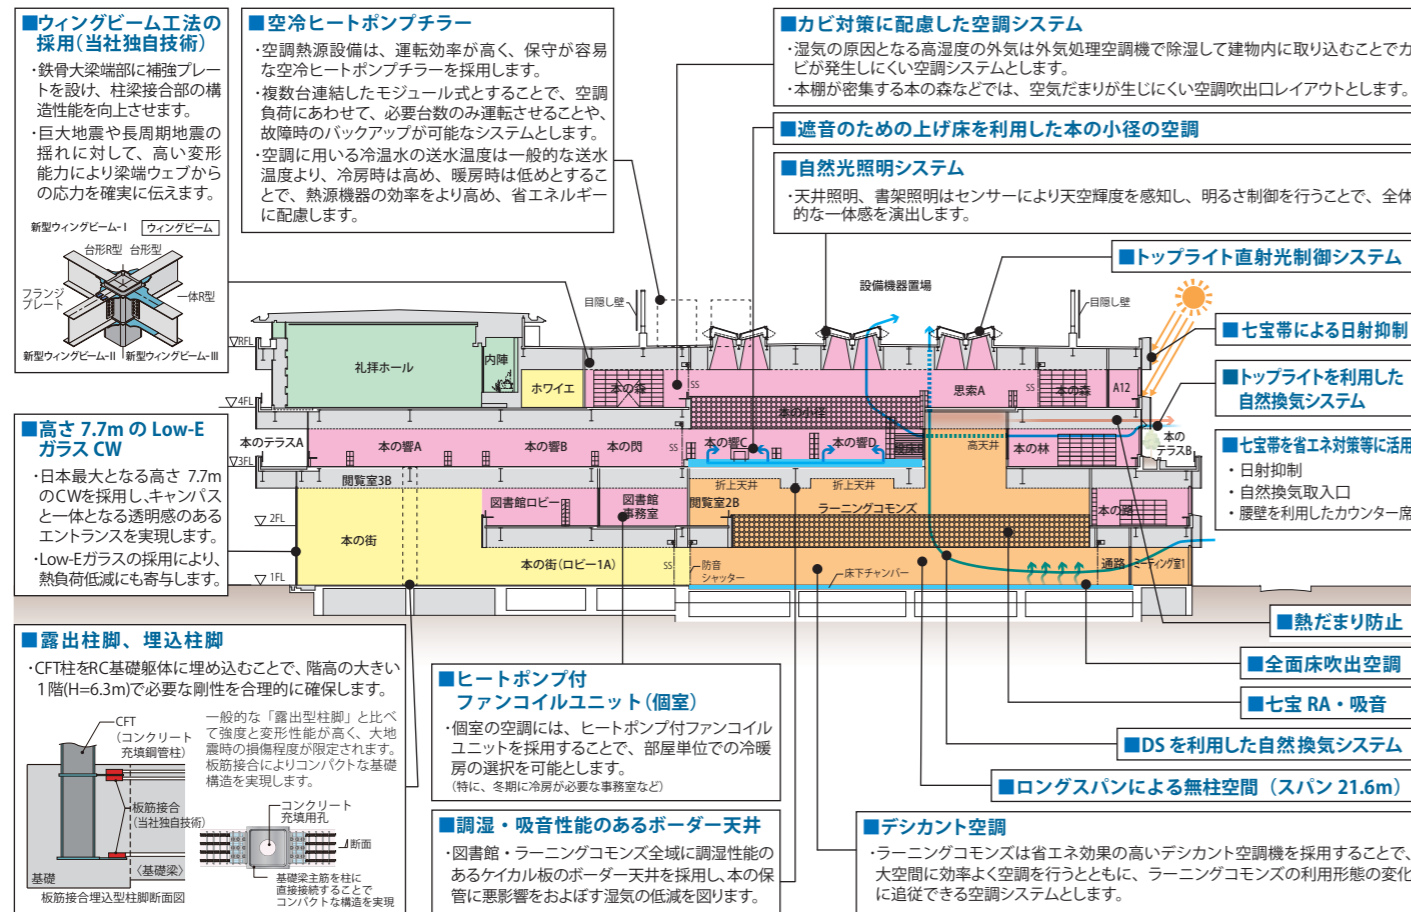 ■ウィングビーム工法の
採用(当社独自技術)
・鉄骨大梁端部に補強プレー
トを設け、柱梁接合部の構
造性能を向上させます。
・巨大地震や長周期地震の
揺れに対して、高い変形
能力により梁端ウェブから
の応力を確実に伝えます。
新型ウィングビーム-Ⅰ ウィングビーム
台形R型 台形型
フランジ
プレート
一体R型
新型ウィングビーム-Ⅱ 新型ウィングビーム-Ⅲ
■空冷ヒートポンプチラー
・空調熱源設備は、運転効率が高く、保守が容易
な空冷ヒートポンプチラーを採用します。
・複数台連結したモジュール式とすることで、空調
負荷にあわせて、必要台数のみ運転させることや、
故障時のバックアップが可能なシステムとします。
・空調に用いる冷温水の送水温度は一般的な送水
温度より、冷房時は高め、暖房時は低めとするこ
とで、熱源機器の効率をより高め、省エネルギー
に配慮します。
■カビ対策に配慮した空調システム
・湿気の原因となる高湿度の外気は外気処理空調機で除湿して建物内に取り込むことでカ
ビが発生しにくい空調システムとします。
・本棚が密集する本の森などでは、空気だまりが生じにくい空調吹出口レイアウトとします。
■遮音のための上げ床を利用した本の小径の空調
■自然光照明システム
・天井照明、書架照明はセンサーにより天空輝度を感知し、明るさ制御を行うことで、全体
的な一体感を演出します。
■トップライト直射光制御システム
設備機器置場
目隠し壁
目隠し壁
■七宝帯による日射抑制
■トップライトを利用した
自然換気システム
■七宝帯を省エネ対策等に活用
・日射抑制
・自然換気取入口
・腰壁を利用したカウンター席
▽RFL
礼拝ホール
内陣
ホワイエ
本の森
SS
思索A
SS
本の森
A12
▽4FL
本の小径
本のテラスA
本の響A
本の響B
本の閃
SS
本の響C
本の響D
高天井
本の林
本の
テラスB
▽3FL
閲覧室3B
図書館ロビー
図書館
事務室
閲覧室2B
折上天井
折上天井
ラーニングコモンズ
本の路
▽ 2FL
本の街
本の街(ロビー1A)
SS
防音
シャッター
床下チャンバー
通路
ミーティング室1
▽ 1FL
■高さ 7.7m の Low-E
ガラス CW
・日本最大となる高さ 7.7m
のCWを採用し、キャンパス
と一体となる透明感のある
エントランスを実現します。
・Low-Eガラスの採用により、
熱負荷低減にも寄与します。
■露出柱脚、埋込柱脚
・CFT柱をRC基礎躯体に埋め込むことで、階高の大きい
1階(H=6.3m)で必要な剛性を合理的に確保します。
CFT
(コンクリート
充填鋼管柱)
一般的な「露出型柱脚」と比べ
て強度と変形性能が高く、大地
震時の損傷程度が限定されます。
板筋接合によりコンパクトな基礎
構造を実現します。
板筋接合
(当社独自技術)
コンクリート
充填用孔
断面
基礎
〈基礎梁〉
板筋接合埋込型柱脚断面図
基礎梁主筋を柱に
直接接続することで
コンパクトな構造を実現
■ヒートポンプ付
ファンコイルユニット(個室)
・個室の空調には、ヒートポンプ付ファンコイル
ユニットを採用することで、部屋単位での冷暖
房の選択を可能とします。
(特に、冬期に冷房が必要な事務室など)
■調湿・吸音性能のあるボーダー天井
・図書館・ラーニングコモンズ全域に調湿性能の
あるケイカル板のボーダー天井を採用し、本の保
管に悪影響をおよぼす湿気の低減を図ります。
■熱だまり防止
■全面床吹出空調
■七宝 RA・吸音
■DS を利用した自然換気システム
■ロングスパンによる無柱空間(スパン 21.6m)
■デシカント空調
・ラーニングコモンズは省エネ効果の高いデシカント空調機を採用することで、
大空間に効率よく空調を行うとともに、ラーニングコモンズの利用形態の変化
に追従できる空調システムとします。